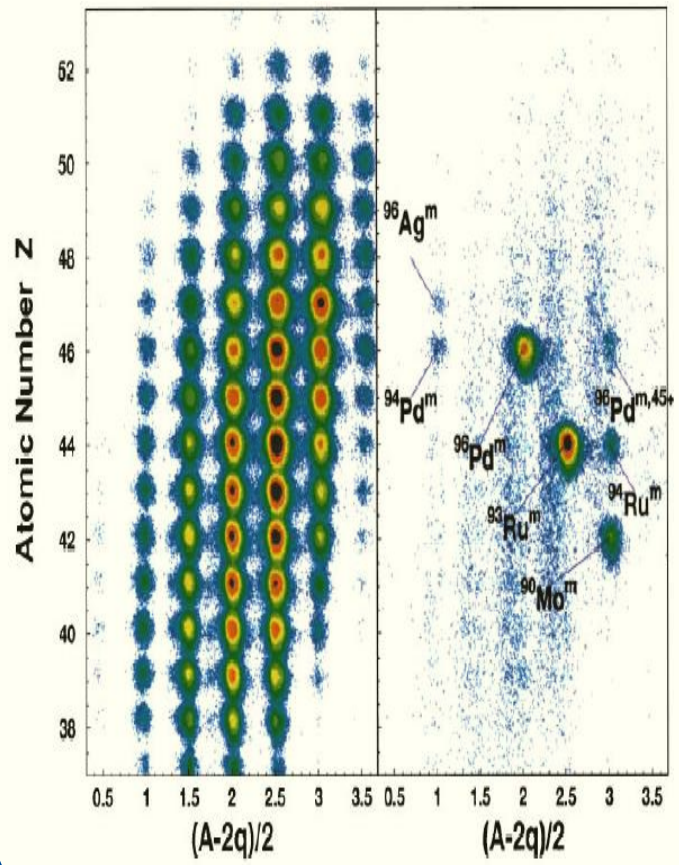 Atomic Number Z
52
50
48
46
44
42
40
38
0.5 1 1.5 2 2.5 3 3.5
(A-2q)/2
96Agm
94Pdm
96Pdm
96Pdm,45+
93Rum
94Rum
90Mom
0.5 1 1.5 2 2.5 3 3.5
(A-2q)/2